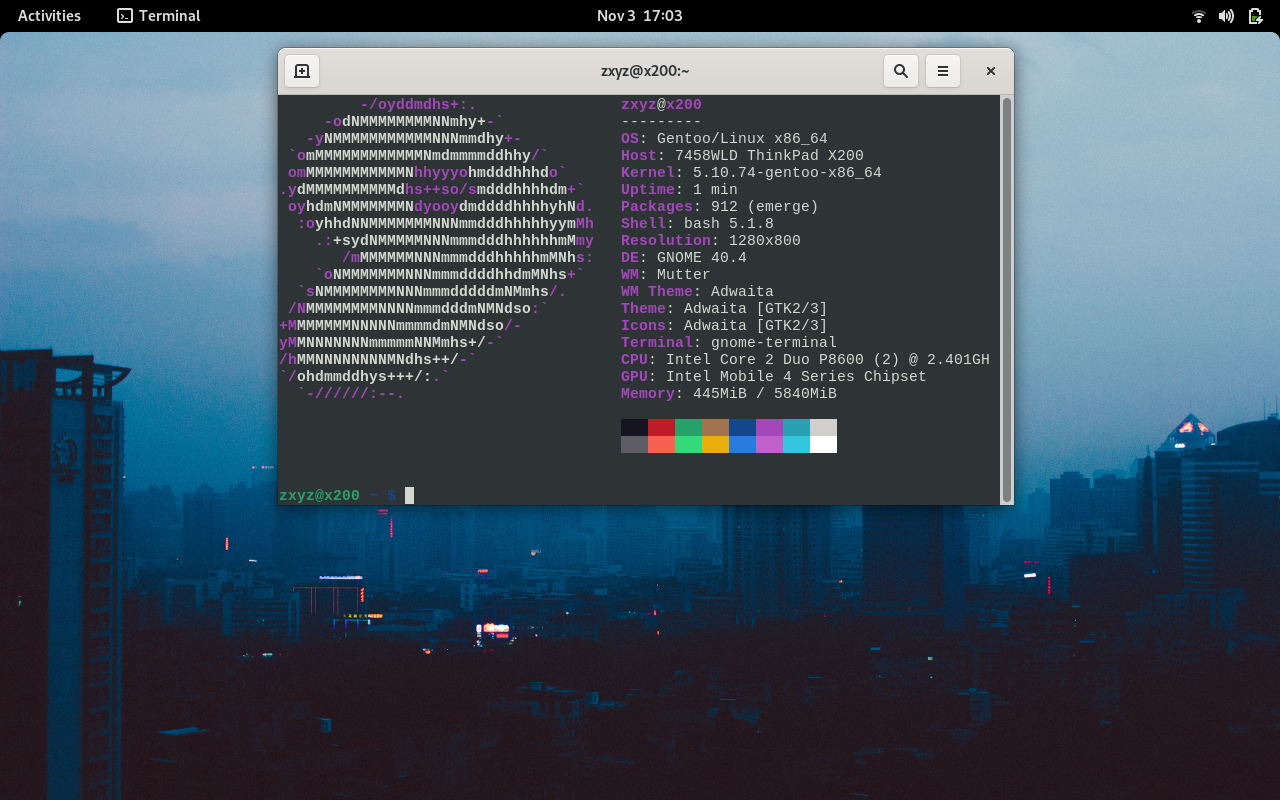 Activities
Terminal
Nov 3 17:03
zxyz@x200:~
-/oyddmdhs+:.
-odNMMMMMMMMNNmhy+-`
-yNMMMMMMMMMMMNNNmmdhy+-
`omMMMMMMMMMMMMNmdmmmmddhhy/`
omMMMMMMMMMMMNhhyyyohmdddhhhdo`
.ydMMMMMMMMMMdhs++so/smdddhhhhdm+`
oyhdmNMMMMMMMNdyooydmddddhhhhyhNd.
:oyhhdNNMMMMMMMNNNmmdddhhhhhyymMh
.:+sydNMMMMMNNNmmmdddhhhhhhmMmy
/mMMMMMMNNNmmmdddhhhhhmMNhs:
`oNMMMMMMMNNNmmmddddhhdmMNhs+`
`sNMMMMMMMMNNNmmmdddddmNMmhs/.
/NMMMMMMMMNNNNmmmdddmNMNdso:`
+MMMMMMMNNNNNmmmmdmNMNdso/-
yMMNNNNNNNmmmmmNNMmhs+/-`
/hMMNNNNNNNNMNdhs++/-`
`/ohdmmddhys+++/:.`
`-//////:--.
zxyz@x200
---------
OS: Gentoo/Linux x86_64
Host: 7458WLD ThinkPad X200
Kernel: 5.10.74-gentoo-x86_64
Uptime: 1 min
Packages: 912 (emerge)
Shell: bash 5.1.8
Resolution: 1280x800
DE: GNOME 40.4
WM: Mutter
WM Theme: Adwaita
Theme: Adwaita [GTK2/3]
Icons: Adwaita [GTK2/3]
Terminal: gnome-terminal
CPU: Intel Core 2 Duo P8600 (2) @ 2.401GH
GPU: Intel Mobile 4 Series Chipset
Memory: 445MiB / 5840MiB
zxyz@x200 ~ $